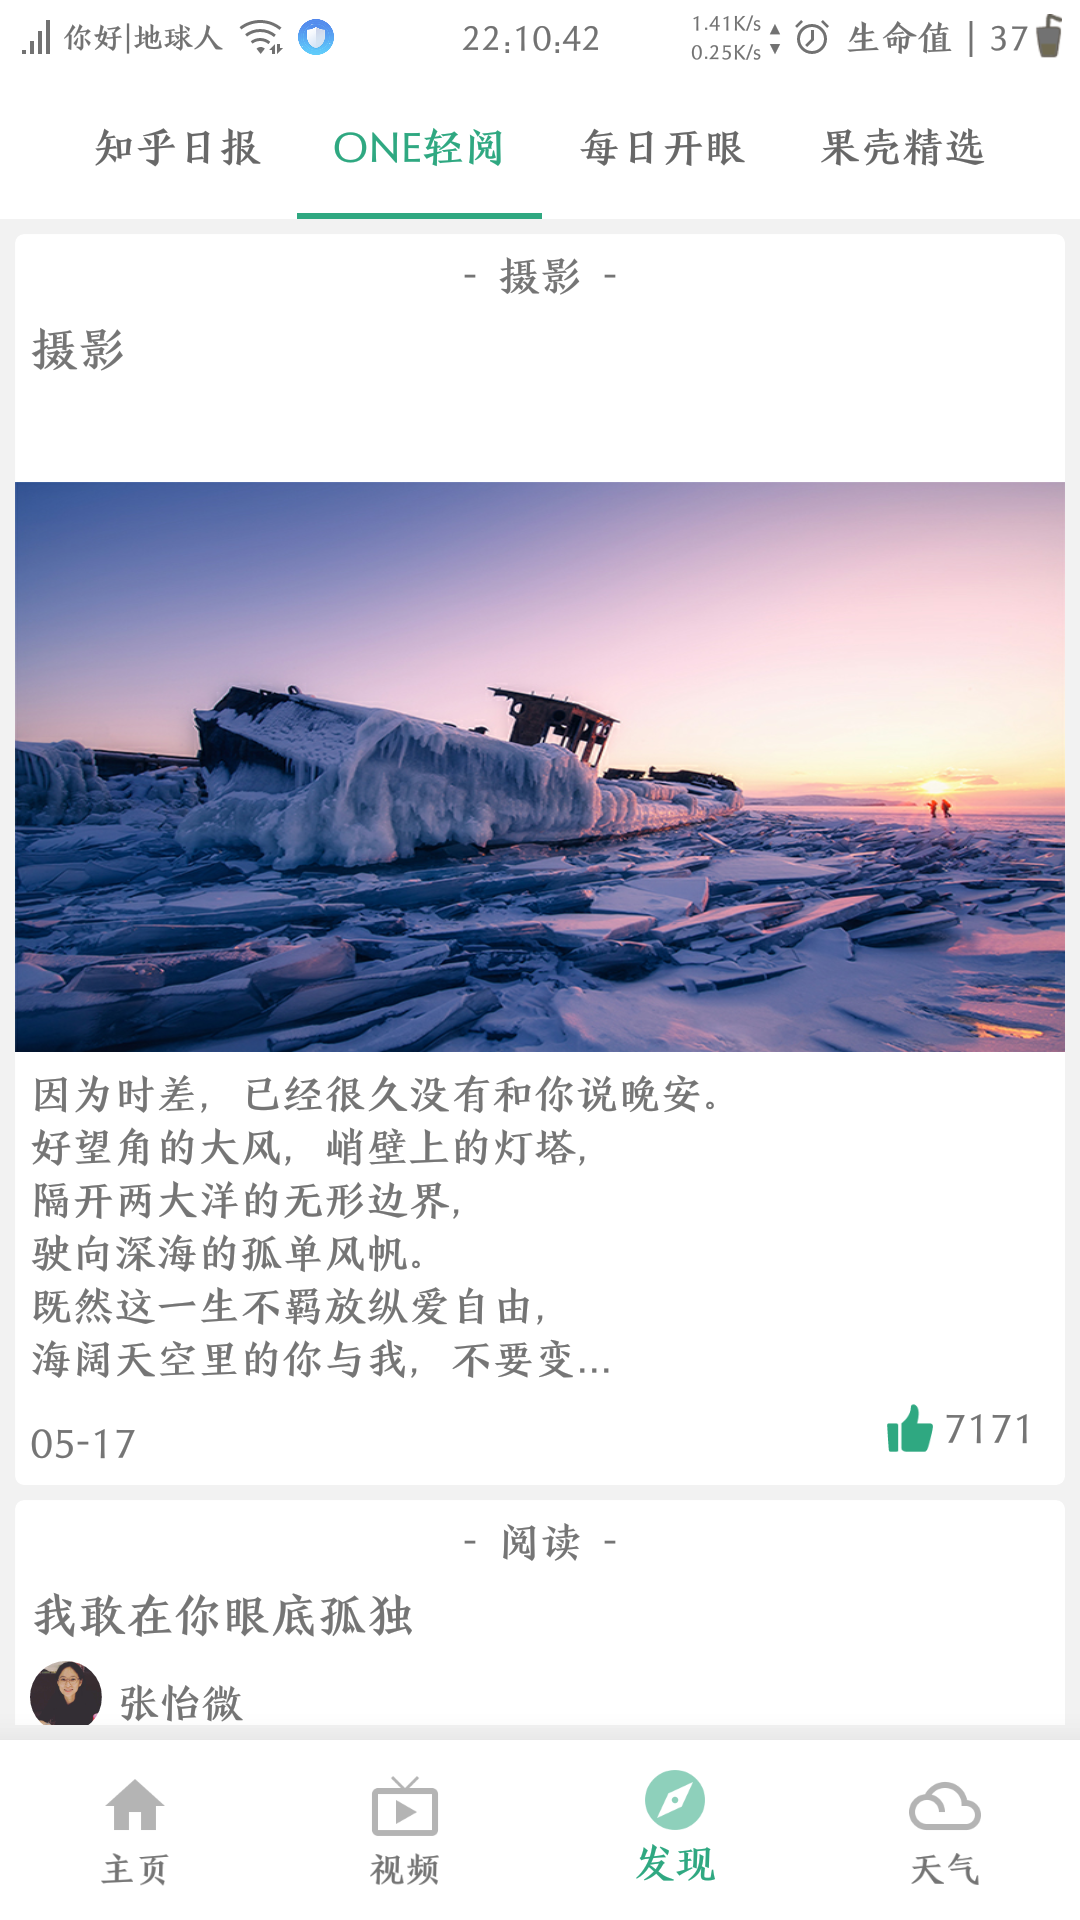 你好|地球人 22:10:42 1.41K/s 0.25K/s 生命值 | 37
知乎日报 ONE轻阅 每日开眼 果壳精选
- 摄影 -
摄影
因为时差，已经很久没有和你说晚安。
好望角的大风，峭壁上的灯塔，
隔开两大洋的无形边界，
驶向深海的孤单风帆。
既然这一生不羁放纵爱自由，
海阔天空里的你与我，不要变...
05-17 7171
- 阅读 -
我敢在你眼底孤独
张怡微
主页 视频 发现 天气